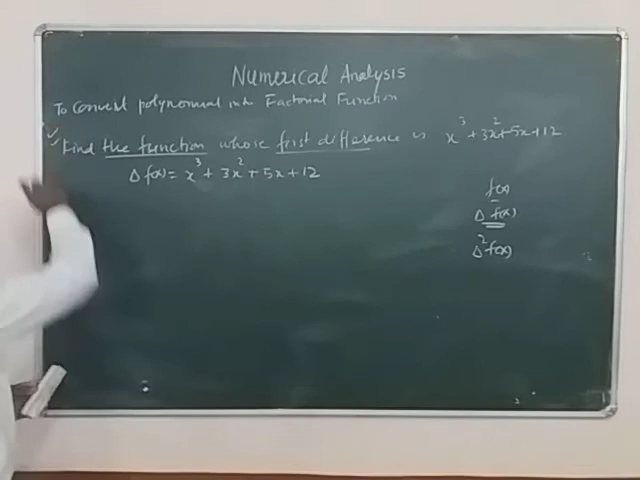 Numerical Analysis
To Convert polynomial into Factorial Function
Find the function whose first difference is x³ + 3x² + 5x + 12
Δ f(x) = x³ + 3x² + 5x + 12
f(x)
Δ f(x)
Δ² f(x)